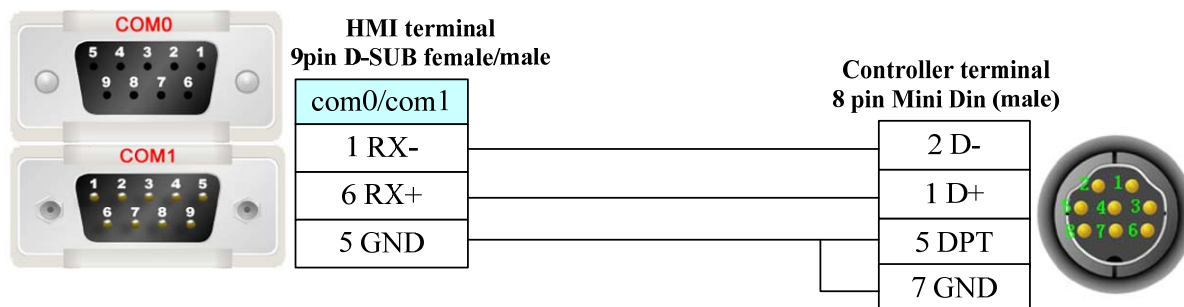 COM0
5 4 3 2 1
9 8 7 6
COM1
1 2 3 4 5
6 7 8 9
HMI terminal
9pin D-SUB female/male
com0/com1
1 RX-
6 RX+
5 GND
Controller terminal
8 pin Mini Din (male)
2 D-
1 D+
5 DPT
7 GND
2 1
5 4 3
8 7 6